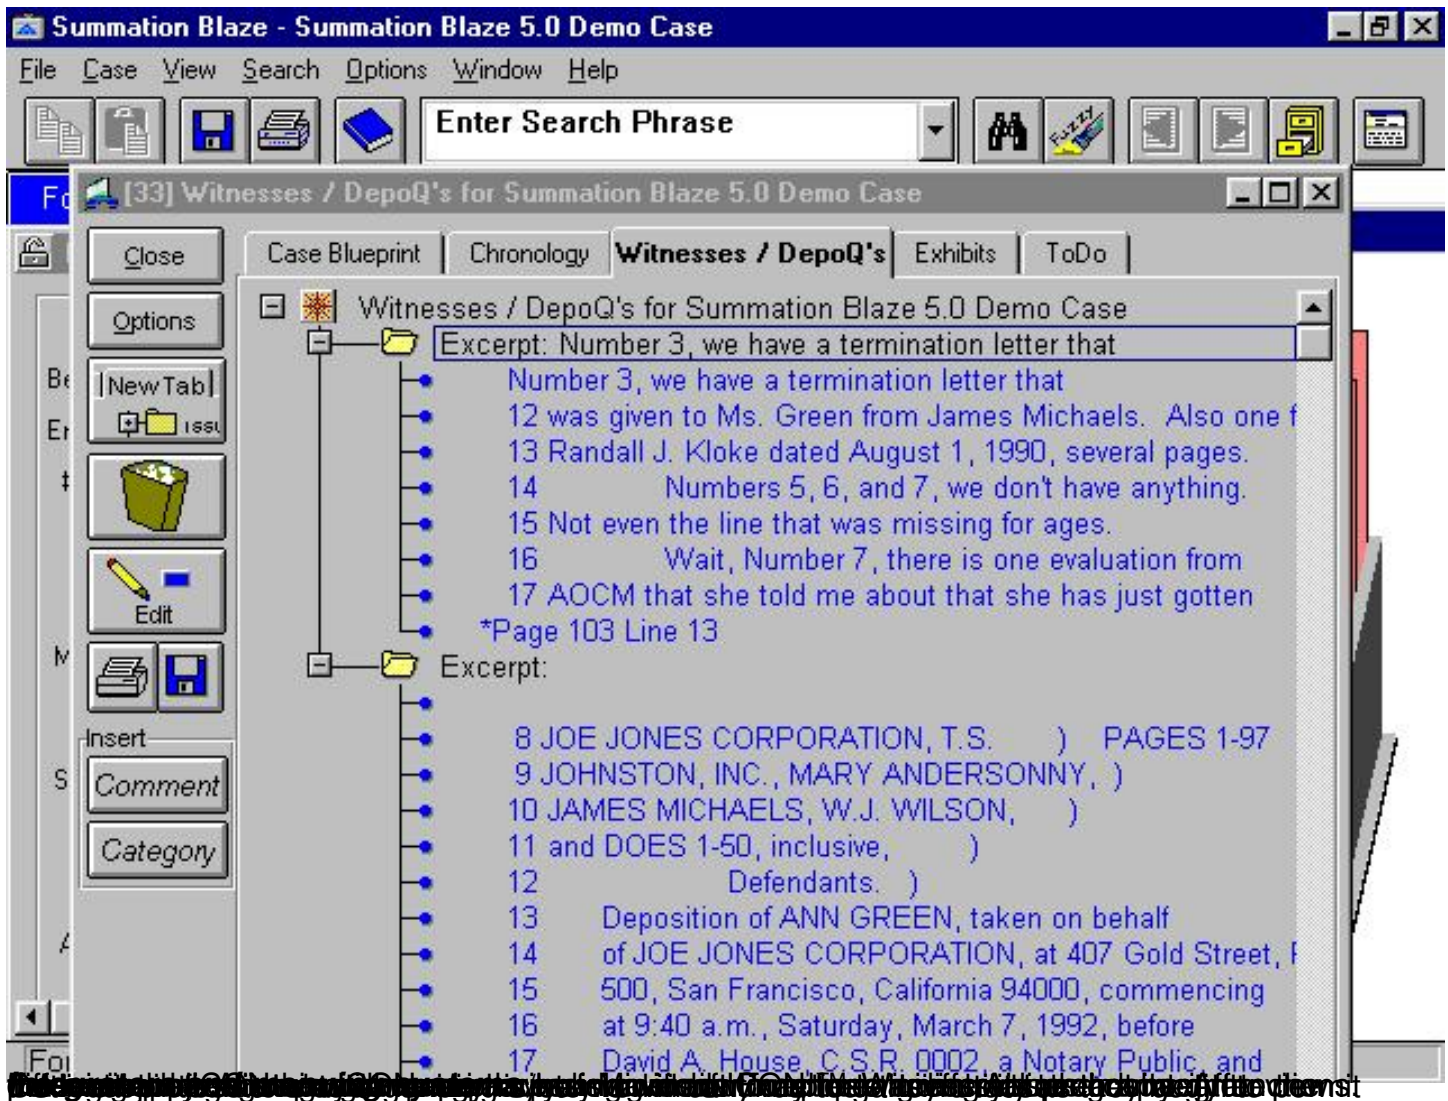 Summation Blaze - Summation Blaze 5.0 Demo Case
File Case View Search Options Window Help
Enter Search Phrase
Fuzzy
[33] Witnesses / DepoQ's for Summation Blaze 5.0 Demo Case
Close
Options
NewTab
Edit
Insert
Comment
Category
Case Blueprint Chronology Witnesses / DepoQ's Exhibits ToDo
Witnesses / DepoQ's for Summation Blaze 5.0 Demo Case
Excerpt: Number 3, we have a termination letter that
Number 3, we have a termination letter that
12 was given to Ms. Green from James Michaels. Also one
13 Randall J. Kloke dated August 1, 1990, several pages.
14 Numbers 5, 6, and 7, we don't have anything.
15 Not even the line that was missing for ages.
16 Wait, Number 7, there is one evaluation from
17 AOCM that she told me about that she has just gotten
*Page 103 Line 13
Excerpt:
8 JOE JONES CORPORATION, T.S. ) PAGES 1-97
9 JOHNSTON, INC., MARY ANDERSONNY, )
10 JAMES MICHAELS, W.J. WILSON, )
11 and DOES 1-50, inclusive, )
12 Defendants. )
13 Deposition of ANN GREEN, taken on behalf
14 of JOE JONES CORPORATION, at 407 Gold Street,
15 500, San Francisco, California 94000, commencing
16 at 9:40 a.m., Saturday, March 7, 1992, before
17 David A. House, C.S.R. 0002, a Notary Public, and